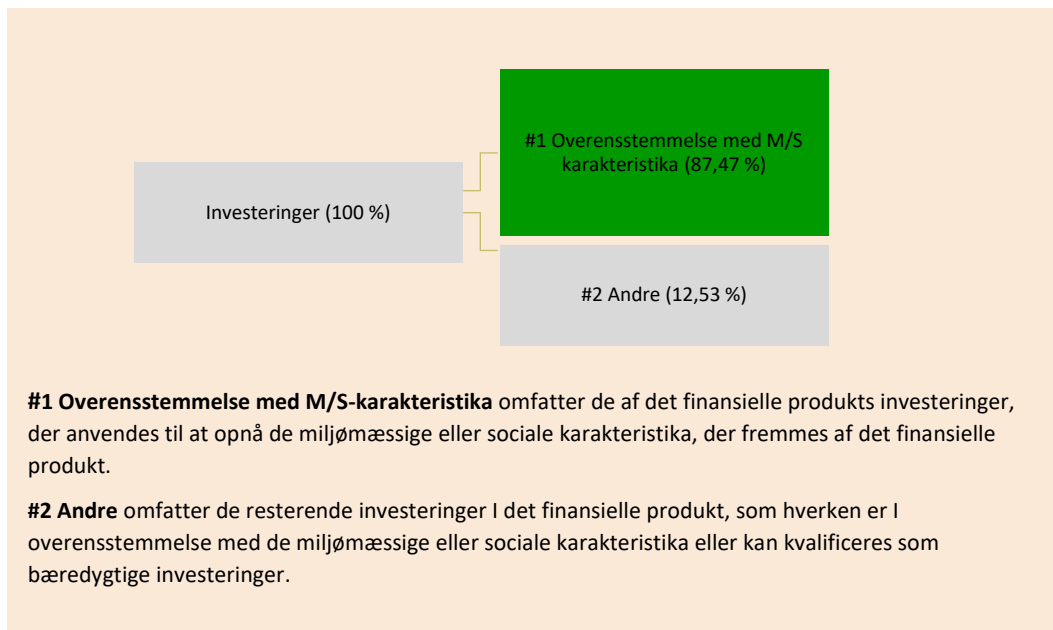 #1 Overensstemmelse med M/S
karakteristika (87,47 %)
Investeringer (100 %)
#2 Andre (12,53 %)
#1 Overensstemmelse med M/S-karakteristika omfatter de af det finansielle produkts investeringer,
der anvendes til at opnå de miljømæssige eller sociale karakteristika, der fremmes af det finansielle
produkt.
#2 Andre omfatter de resterende investeringer I det finansielle produkt, som hverken er I
overensstemmelse med de miljømæssige eller sociale karakteristika eller kan kvalificeres som
bæredygtige investeringer.